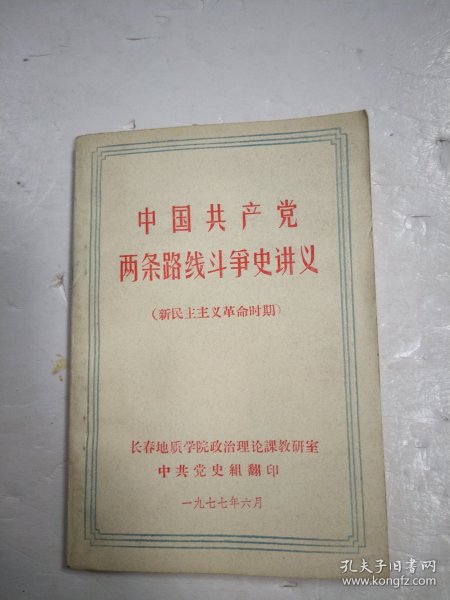 中国共产党
两条路线斗爭史讲义
(新民主主义革命时期)
长春地质学院政治理论課教研室
中共党史組翻印
一九七七年六月
孔夫子旧书网
www.kongfz.com